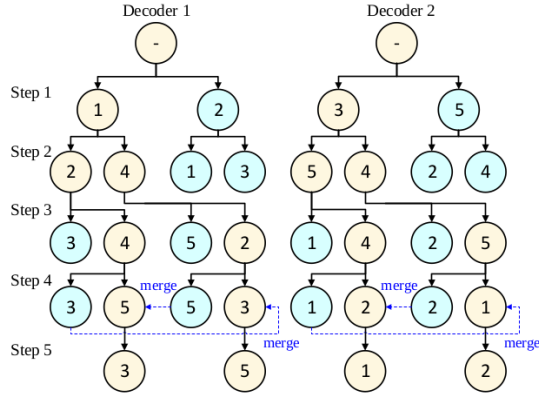 Decoder 1 Decoder 2
- -
Step 1
1 2 3 5
Step 2
2 4 1 3 5 4 2 4
Step 3
3 4 5 2 1 4 2 5
Step 4
merge merge
3 5 5 3 1 2 2 1
merge merge
Step 5
3 5 1 2